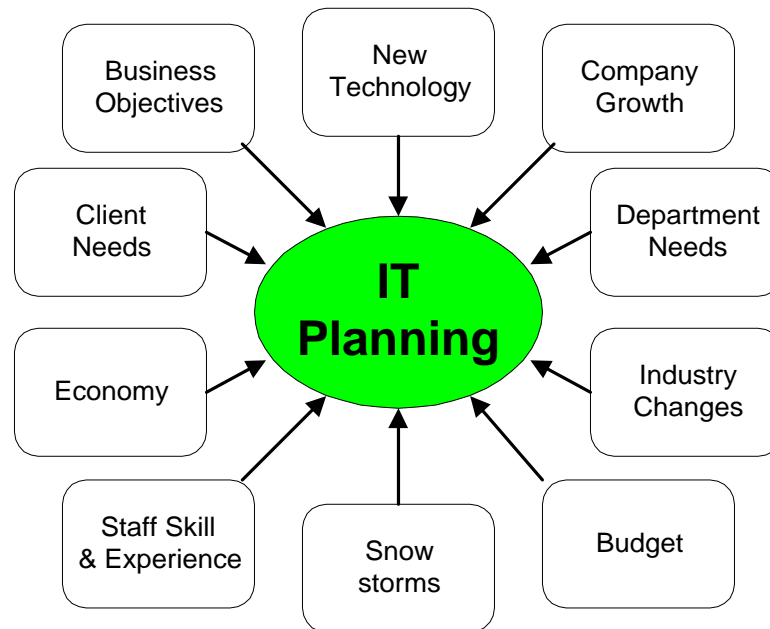 Business
Objectives
New
Technology
Company
Growth
Client
Needs
Department
Needs
IT
Planning
Economy
Industry
Changes
Staff Skill
& Experience
Snow
storms
Budget